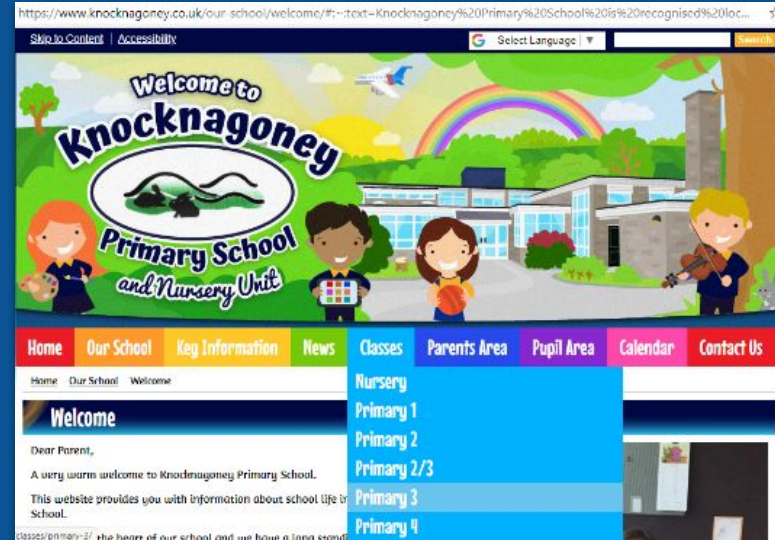 https://www.knocknagoney.co.uk/our-school/welcome/#:~:text=Knocknagoney%20Primary%20School%20is%20recognised%20loc...
Skip to Content | Accessibility
Select Language ▼
Search
Welcome to
Knocknagoney
Primary School
and Nursery Unit
Home Our School Key Information News Classes Parents Area Pupil Area Calendar Contact Us
Home Our School Welcome
Nursery
Welcome
Primary 1
Primary 2
Dear Parent,
A very warm welcome to Knocknagoney Primary School.
Primary 2/3
This website provides you with information about school life in
School.
Primary 3
the heart of our school and we have a long
Primary 4
classes/primary-3/